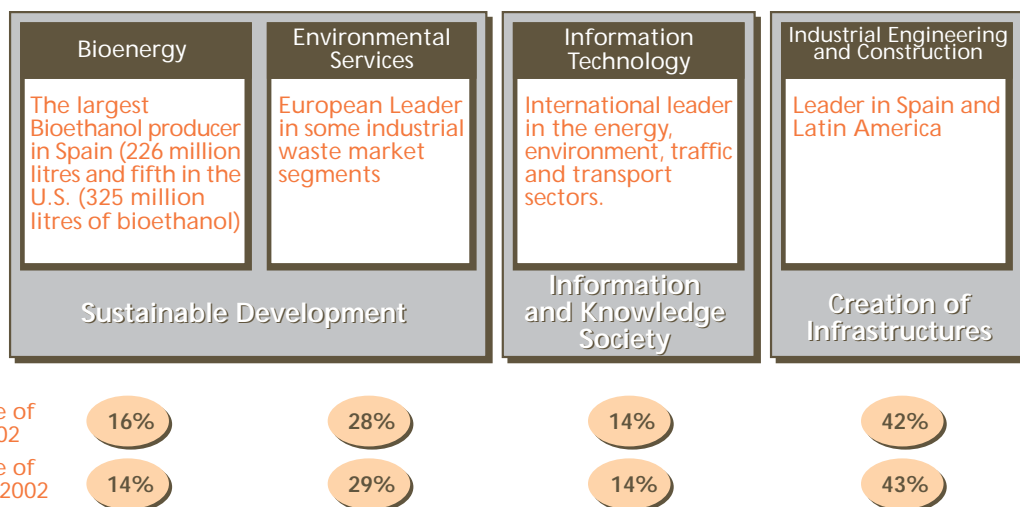 Bioenergy
The largest
Bioethanol producer
in Spain (226 million
litres and fifth in the
U.S. (325 million
litres of bioethanol)
Environmental
Services
European Leader
in some industrial
waste market
segments
Sustainable Development
Information
Technology
International leader
in the energy,
environment, traffic
and transport
sectors.
Information
and Knowledge
Society
Industrial Engineering
and Construction
Leader in Spain and
Latin America
Creation of
Infrastructures
of
16% 28% 14% 42%
of
2002
14% 29% 14% 43%